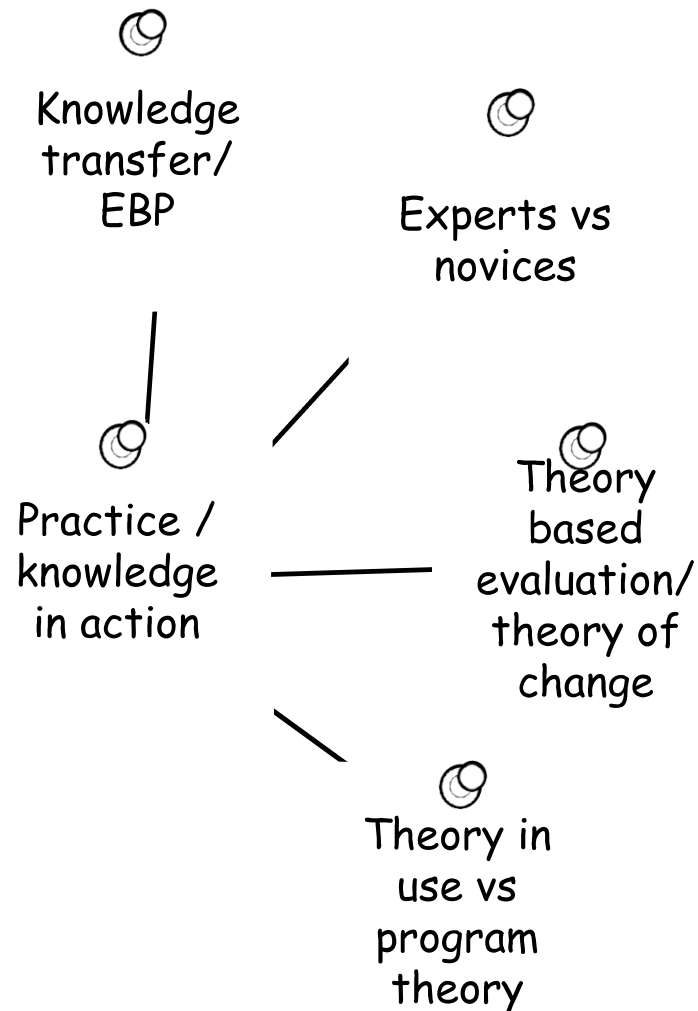 Knowledge
transfer/
EBP
Experts vs
novices
Practice /
knowledge
in action
Theory
based
evaluation/
theory of
change
Theory in
use vs
program
theory